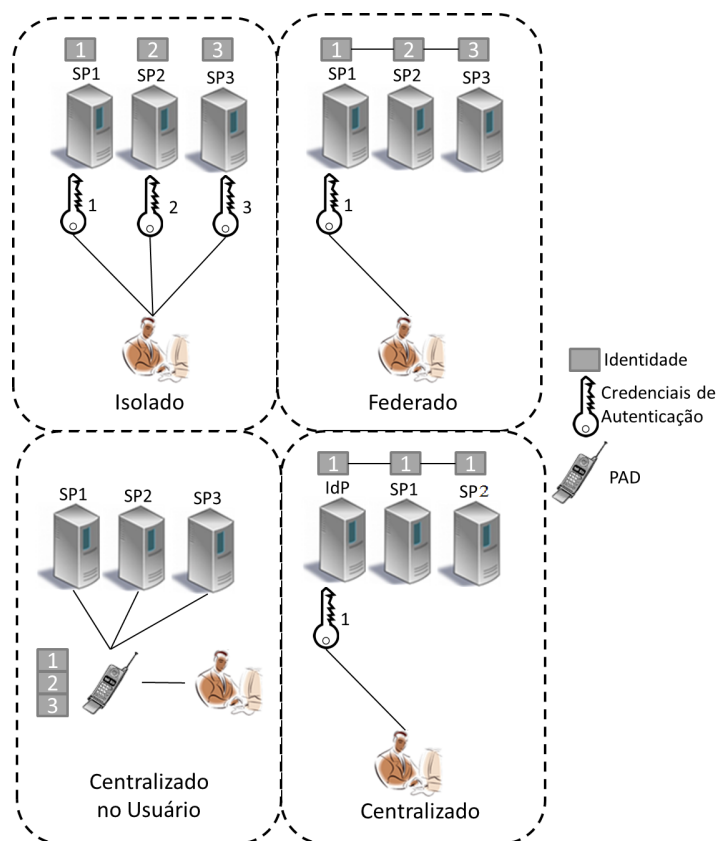 1 2 3
SP1 SP2 SP3
1 2 3
Isolado
1 2 3
SP1 SP2 SP3
1
Federado
SP1 SP2 SP3
1
2
3
Centralizado
no Usuário
1 1 1
IdP SP1 SP2
1
Centralizado
Identidade
Credenciais de
Autenticação
PAD